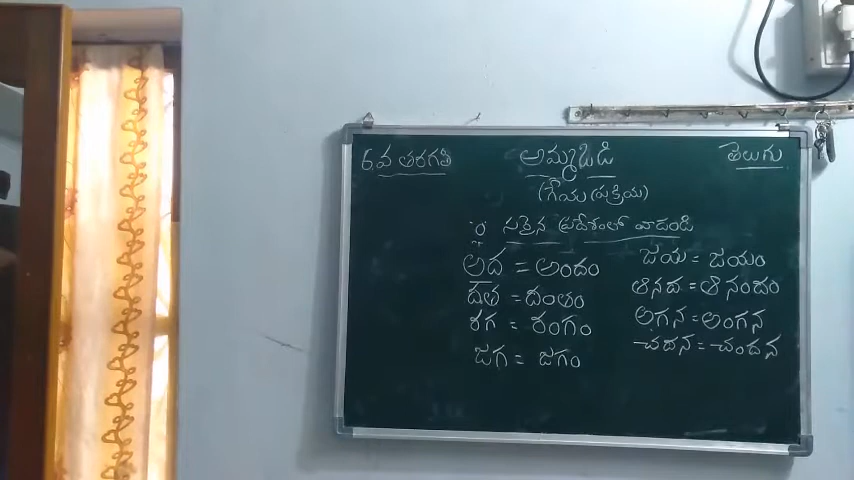 6వ తరగతి అమ్మఒడి తెలుగు
(గేయ ప్రక్రియ)
ం సరైన ప్రదేశంలో వాడండి
అద = అందం జయ = జయం
దత = దంతం ఆనద = ఆనందం
రగ = రంగం అగన = అంగన
జగ = జగం చదన = చందన